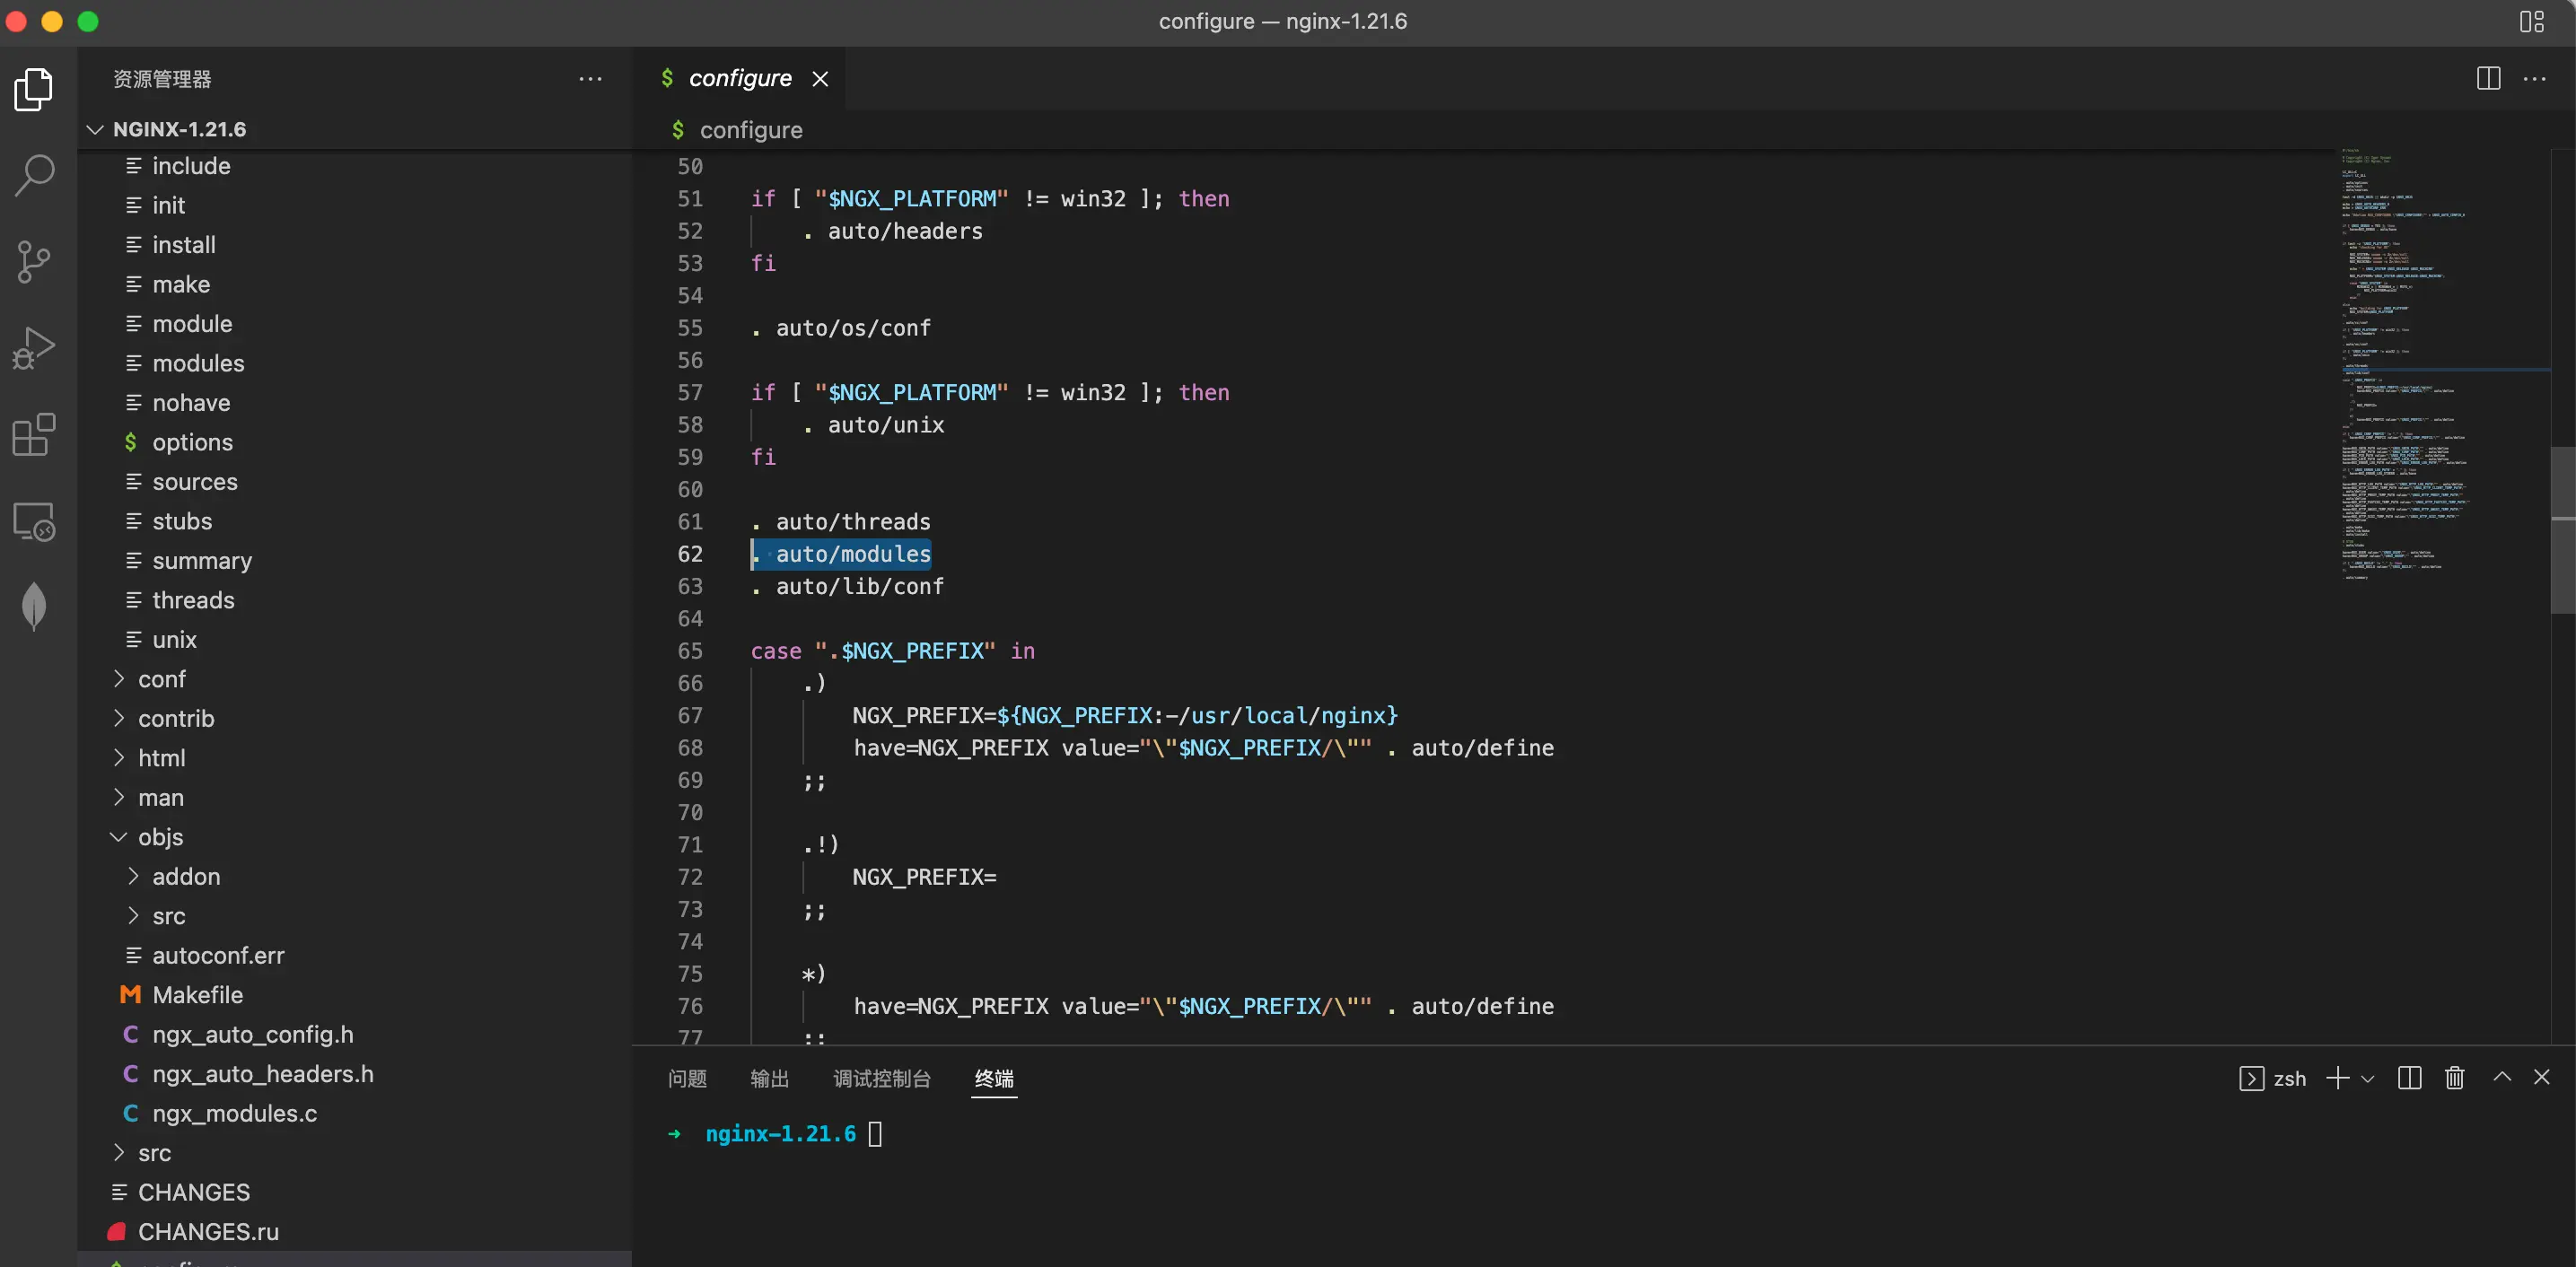 configure — nginx-1.21.6
资源管理器
NGINX-1.21.6
include
init
install
make
module
modules
nohave
$ options
sources
stubs
summary
threads
unix
conf
contrib
html
man
objs
addon
src
autoconf.err
M Makefile
C ngx_auto_config.h
C ngx_auto_headers.h
C ngx_modules.c
src
CHANGES
CHANGES.ru
$ configure
$ configure
50
51 if [ "$NGX_PLATFORM" != win32 ]; then
52     . auto/headers
53 fi
54
55 . auto/os/conf
56
57 if [ "$NGX_PLATFORM" != win32 ]; then
58     . auto/unix
59 fi
60
61 . auto/threads
62 . auto/modules
63 . auto/lib/conf
64
65 case ".$NGX_PREFIX" in
66     .)
67         NGX_PREFIX=${NGX_PREFIX:-/usr/local/nginx}
68         have=NGX_PREFIX value="\"$NGX_PREFIX/\"" . auto/define
69     ;;
70
71     .!)
72         NGX_PREFIX=
73     ;;
74
75     *)
76         have=NGX_PREFIX value="\"$NGX_PREFIX/\"" . auto/define
77     ;;
问题 输出 调试控制台 终端
zsh
➜ nginx-1.21.6